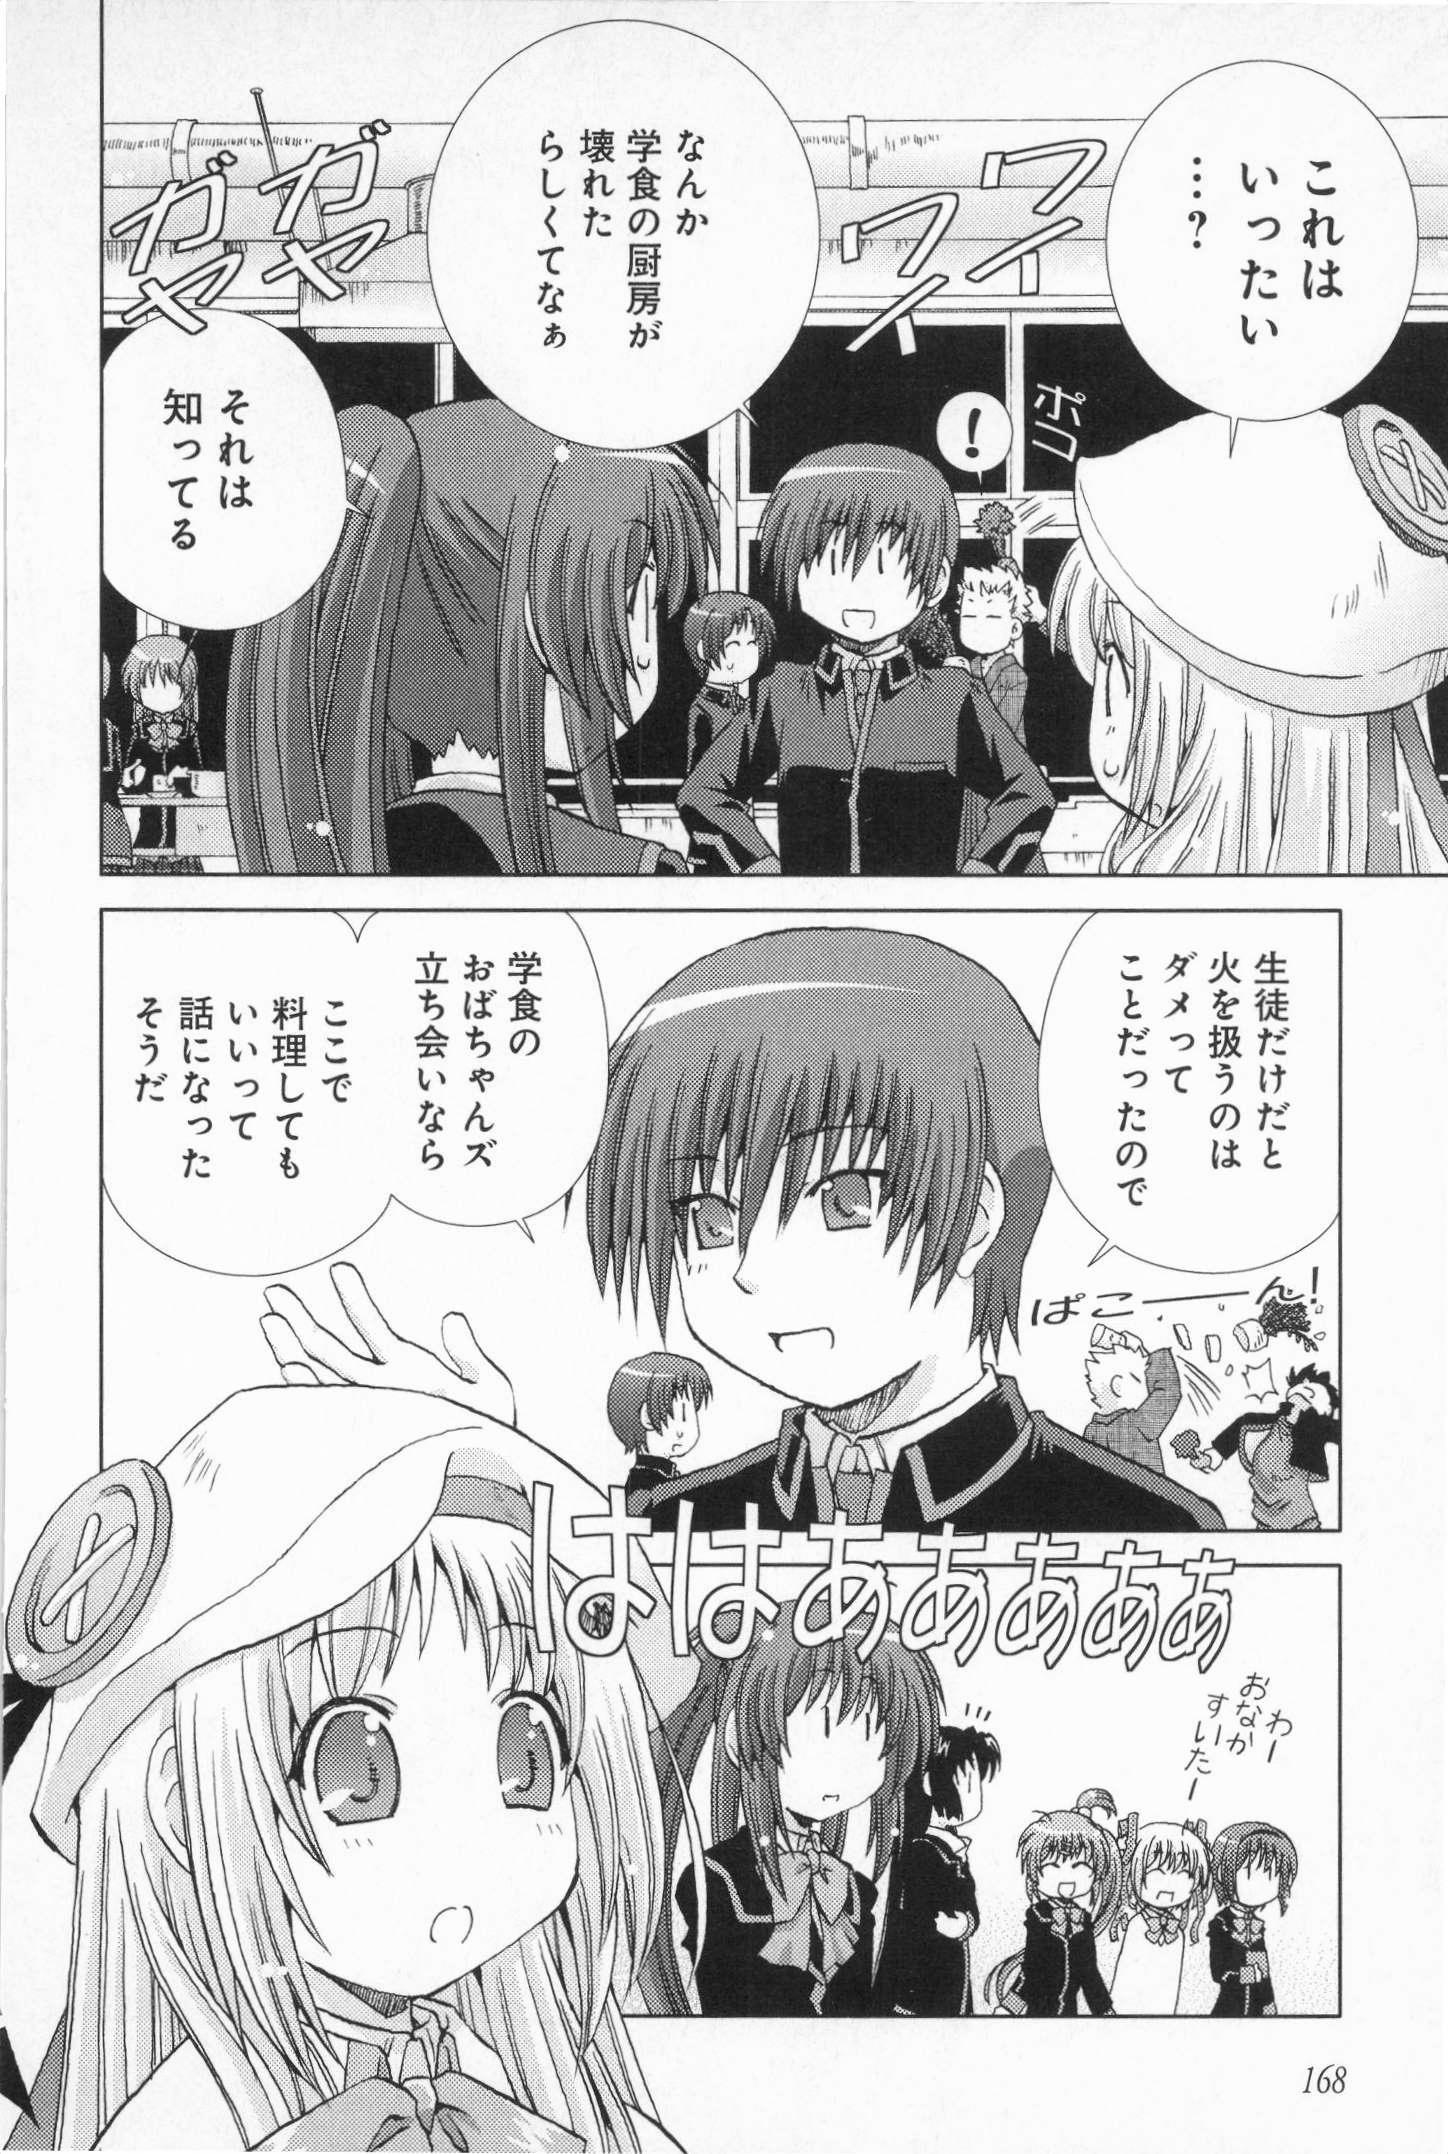 これは
いったい
…?
ワイ
ワイ
なんか
学食の厨房が
壊れた
らしくてなぁ
ガヤ
ガヤ
それは
知ってる
!
ポコ
生徒だけだと
火を扱うのは
ダメって
ことだったので
学食の
おばちゃんズ
立ち会いなら
ここで
料理しても
いいって
話になった
そうだ
ぱこーーん!
はははぁぁぁぁぁ
わー
おなか
すいたー
168